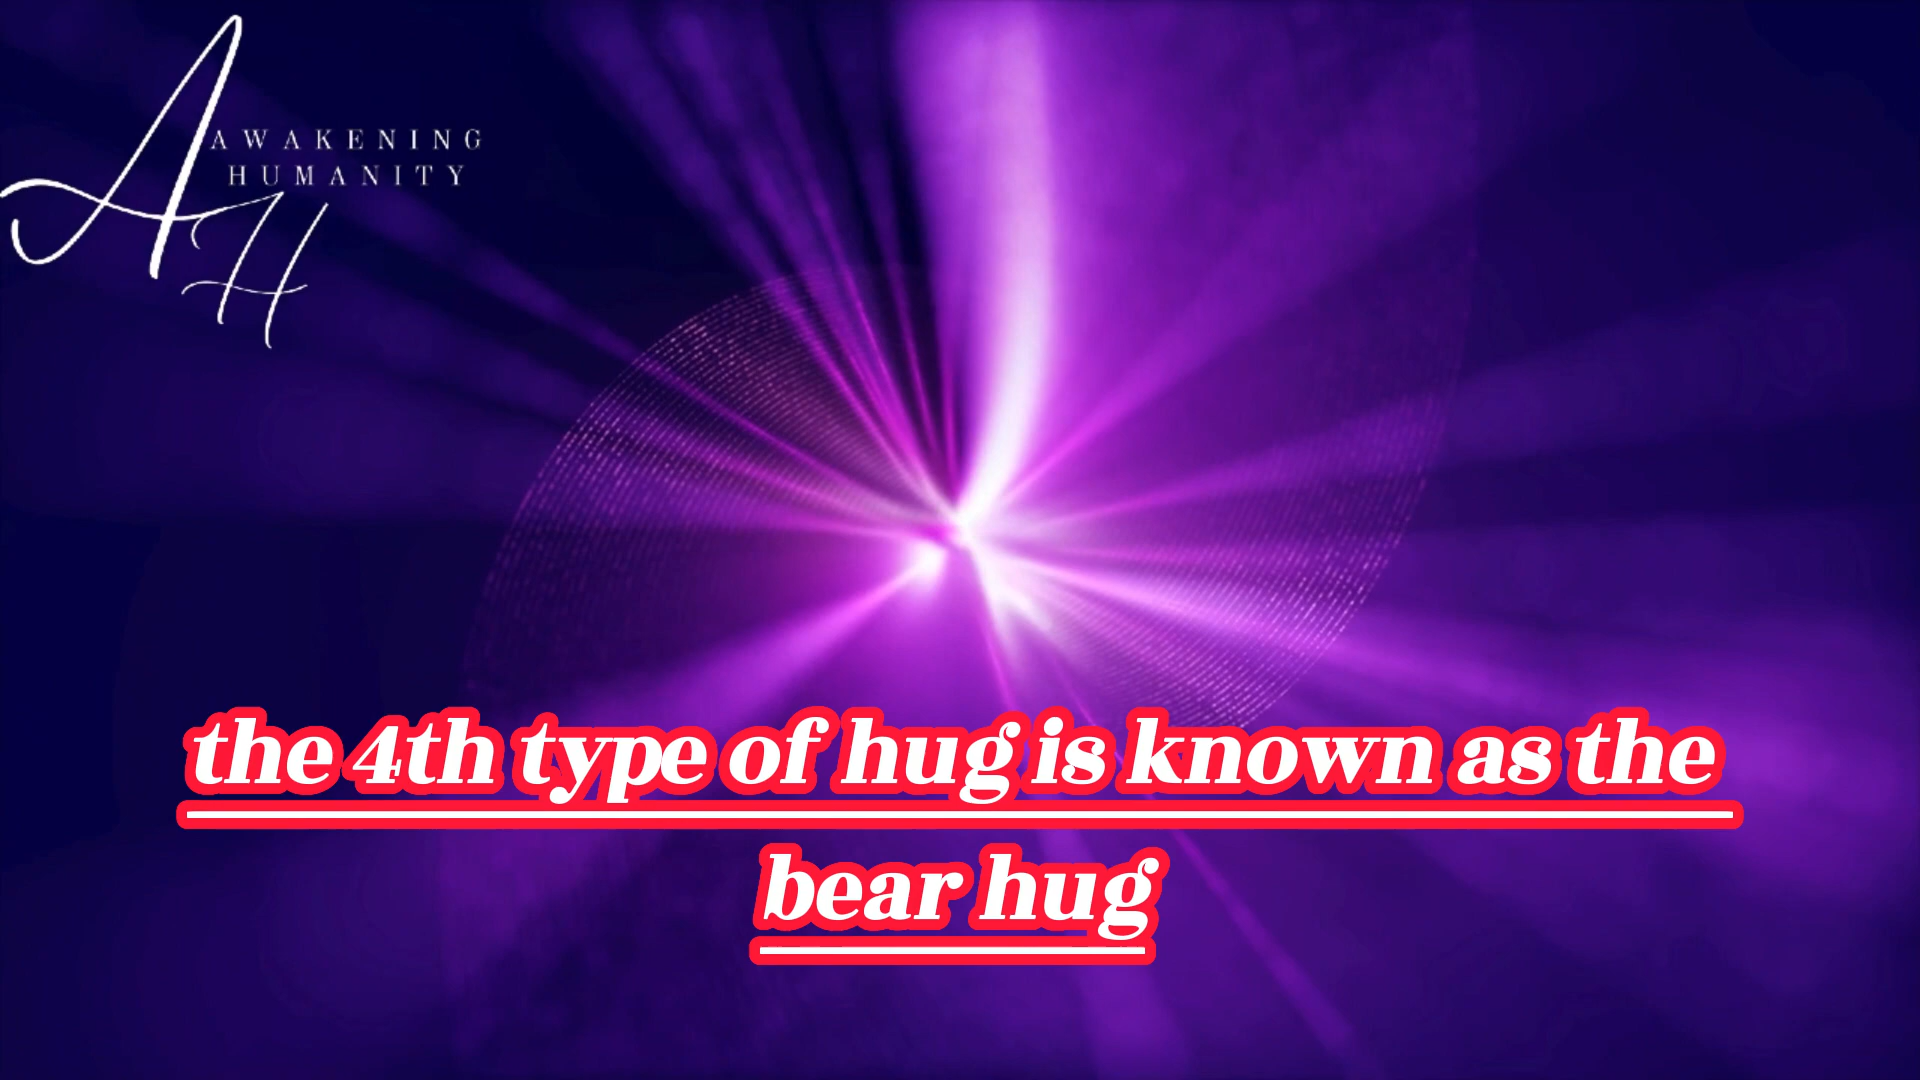 A
AWAKENING
HUMANITY
H
the 4th type of hug is known as the
bear hug